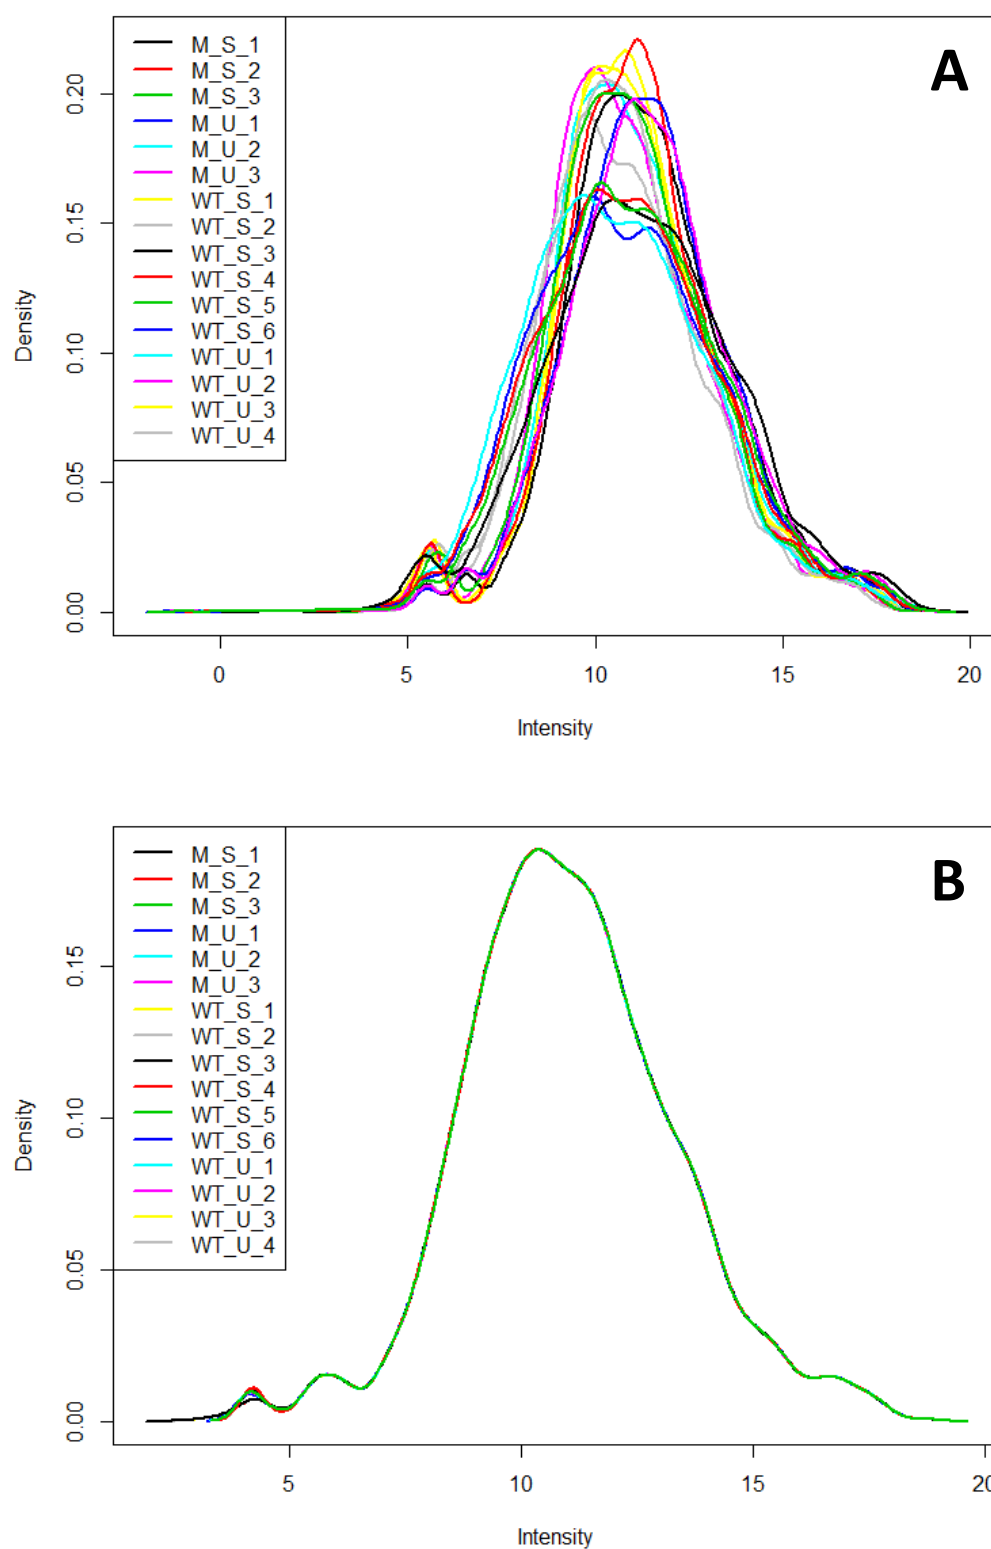 A
M_S_1
M_S_2
M_S_3
M_U_1
M_U_2
M_U_3
WT_S_1
WT_S_2
WT_S_3
WT_S_4
WT_S_5
WT_S_6
WT_U_1
WT_U_2
WT_U_3
WT_U_4
Density
0.20
0.15
0.10
0.05
0.00
0 5 10 15 20
Intensity
B
M_S_1
M_S_2
M_S_3
M_U_1
M_U_2
M_U_3
WT_S_1
WT_S_2
WT_S_3
WT_S_4
WT_S_5
WT_S_6
WT_U_1
WT_U_2
WT_U_3
WT_U_4
Density
0.15
0.10
0.05
0.00
5 10 15 20
Intensity